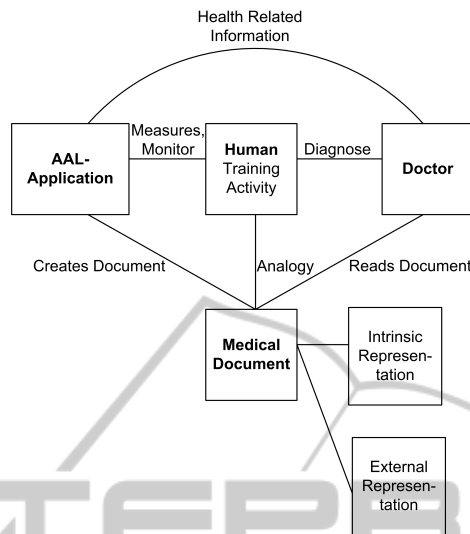 Health Related
Information
Measures,
Monitor
AAL-
Application
Human
Training
Activity
Diagnose
Doctor
Creates Document
Analogy
Reads Document
Medical
Document
Intrinsic
Represen-
tation
External
Represen-
tation